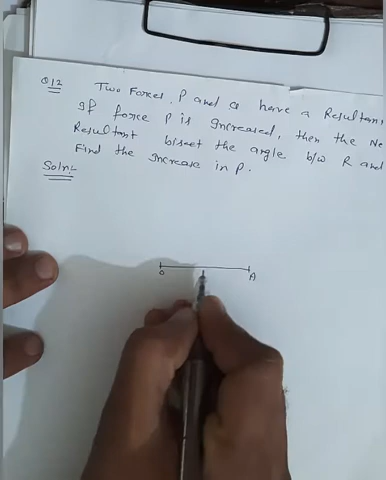 Q12 Two Forces, P and Q have a Resultant
If force P is increased, then the Ne
Resultant bisect the angle b/w R and
Find the increase in P.
Soln:-
O A